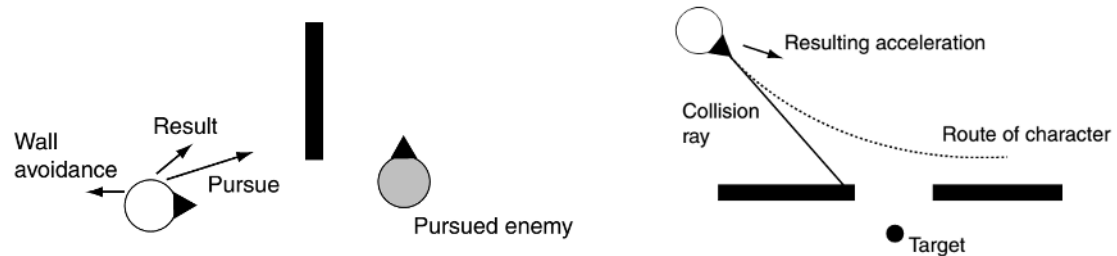 Wall
avoidance
Result
Pursue
Pursued enemy
Resulting acceleration
Collision
ray
Route of character
Target